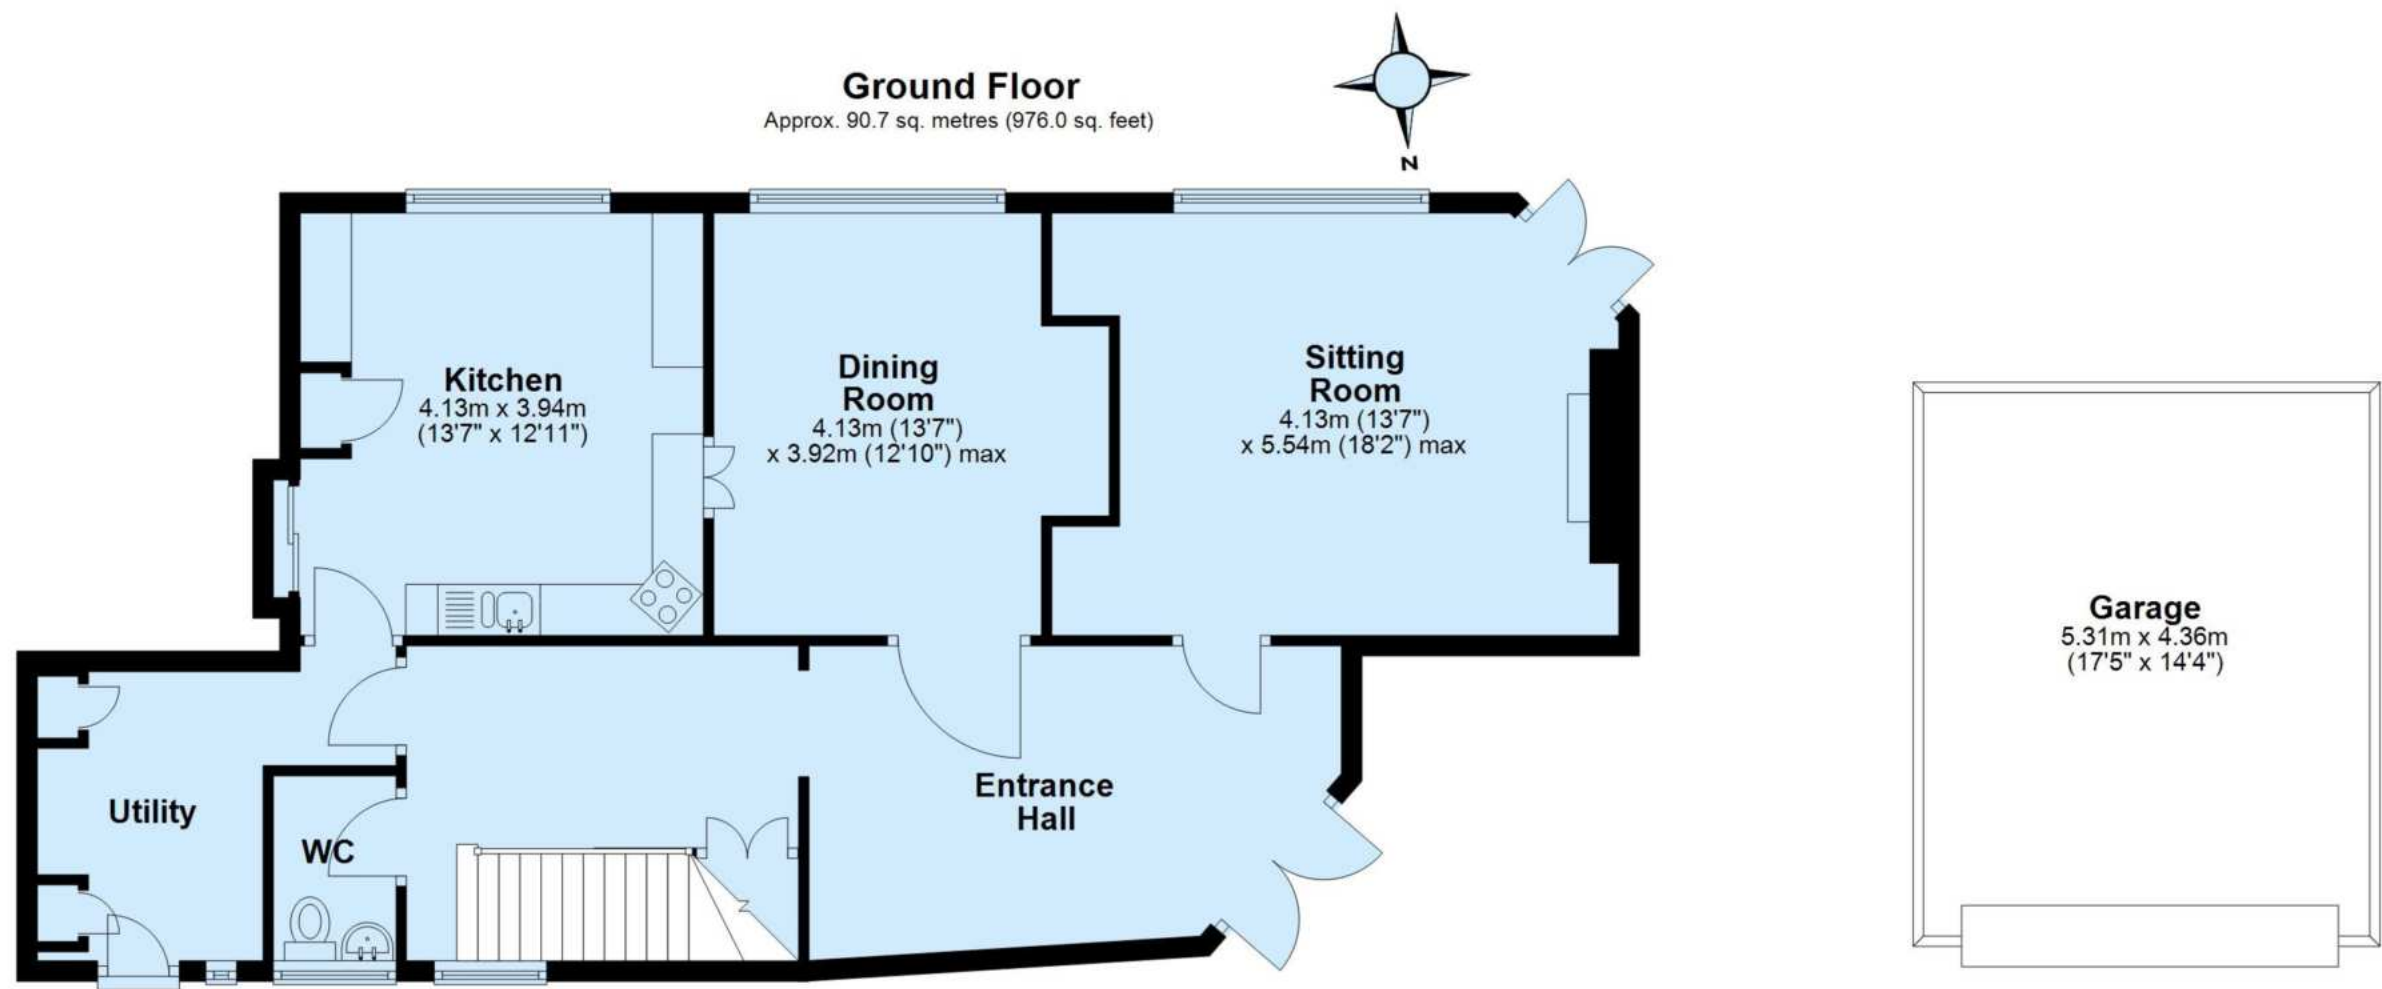 Ground Floor
Approx. 90.7 sq. metres (976.0 sq. feet)
N
Kitchen
4.13m x 3.94m
(13'7" x 12'11")
Dining
Room
4.13m (13'7")
x 3.92m (12'10") max
Sitting
Room
4.13m (13'7")
x 5.54m (18'2") max
Garage
5.31m x 4.36m
(17'5" x 14'4")
Utility
WC
Entrance
Hall